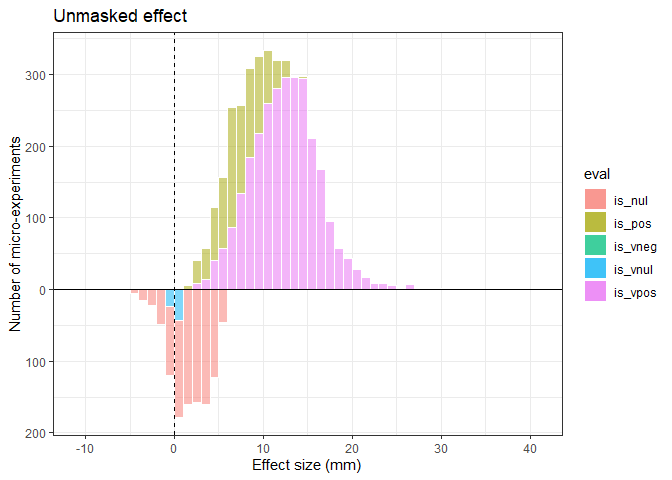 Unmasked effect
Number of micro-experiments
300
200
100
0
100
200
-10
0
10
20
30
40
Effect size (mm)
eval
is_nul
is_pos
is_vneg
is_vnul
is_vpos